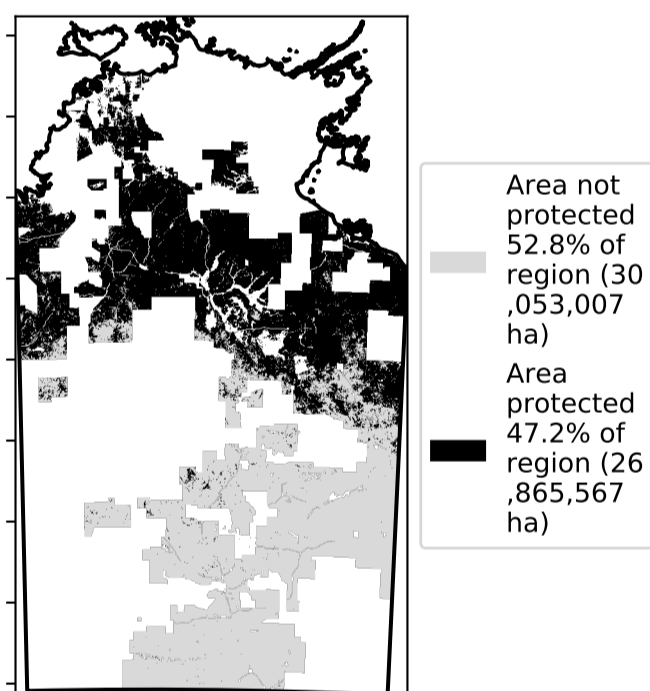 Area not
protected
52.8% of
region (30
,053,007
ha)
Area
protected
47.2% of
region (26
,865,567
ha)